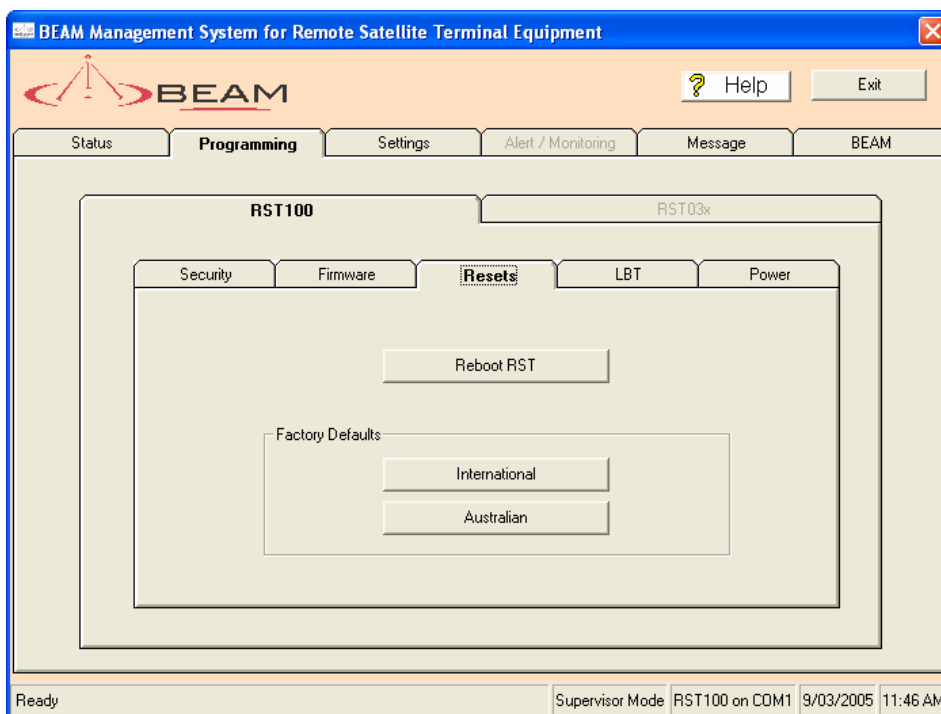 BEAM Management System for Remote Satellite Terminal Equipment
BEAM
? Help
Exit
Status
Programming
Settings
Alert / Monitoring
Message
BEAM
RST100
RST03x
Security
Firmware
Resets
LBT
Power
Reboot RST
Factory Defaults
International
Australian
Ready
Supervisor Mode
RST100 on COM1
9/03/2005
11:46 AM